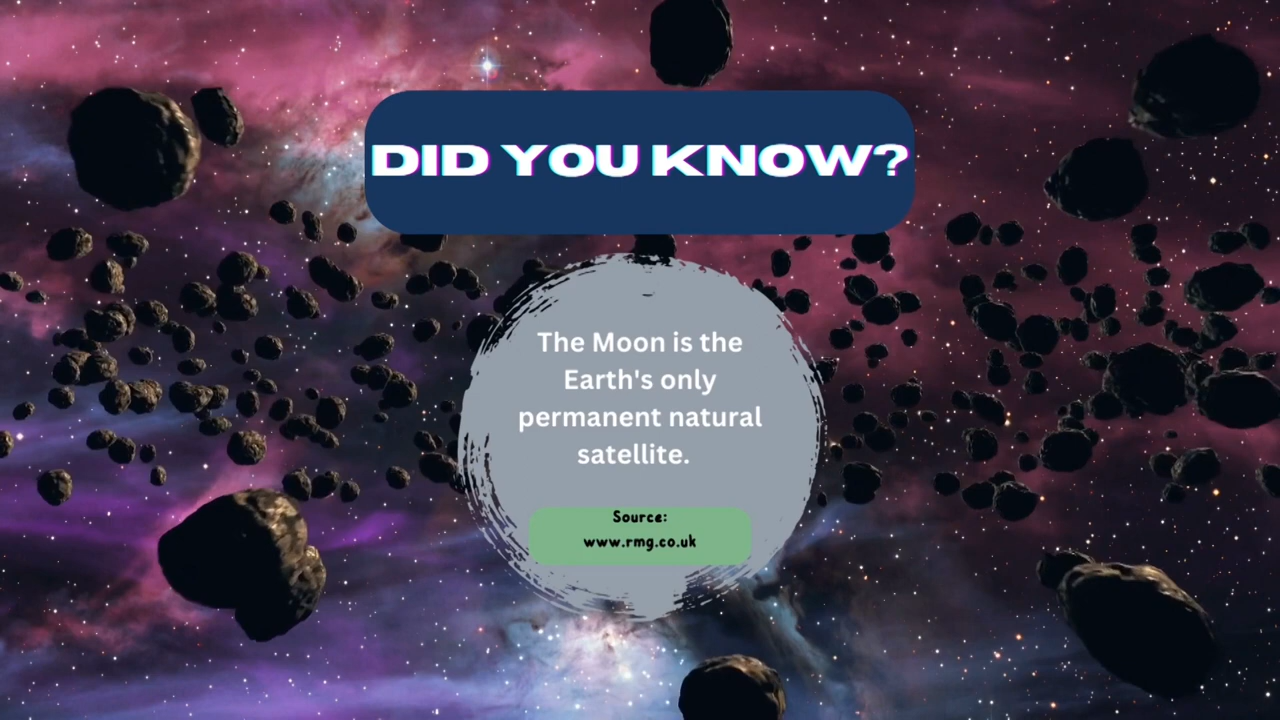 DID YOU KNOW?
The Moon is the
Earth's only
permanent natural
satellite.
Source:
www.rmg.co.uk